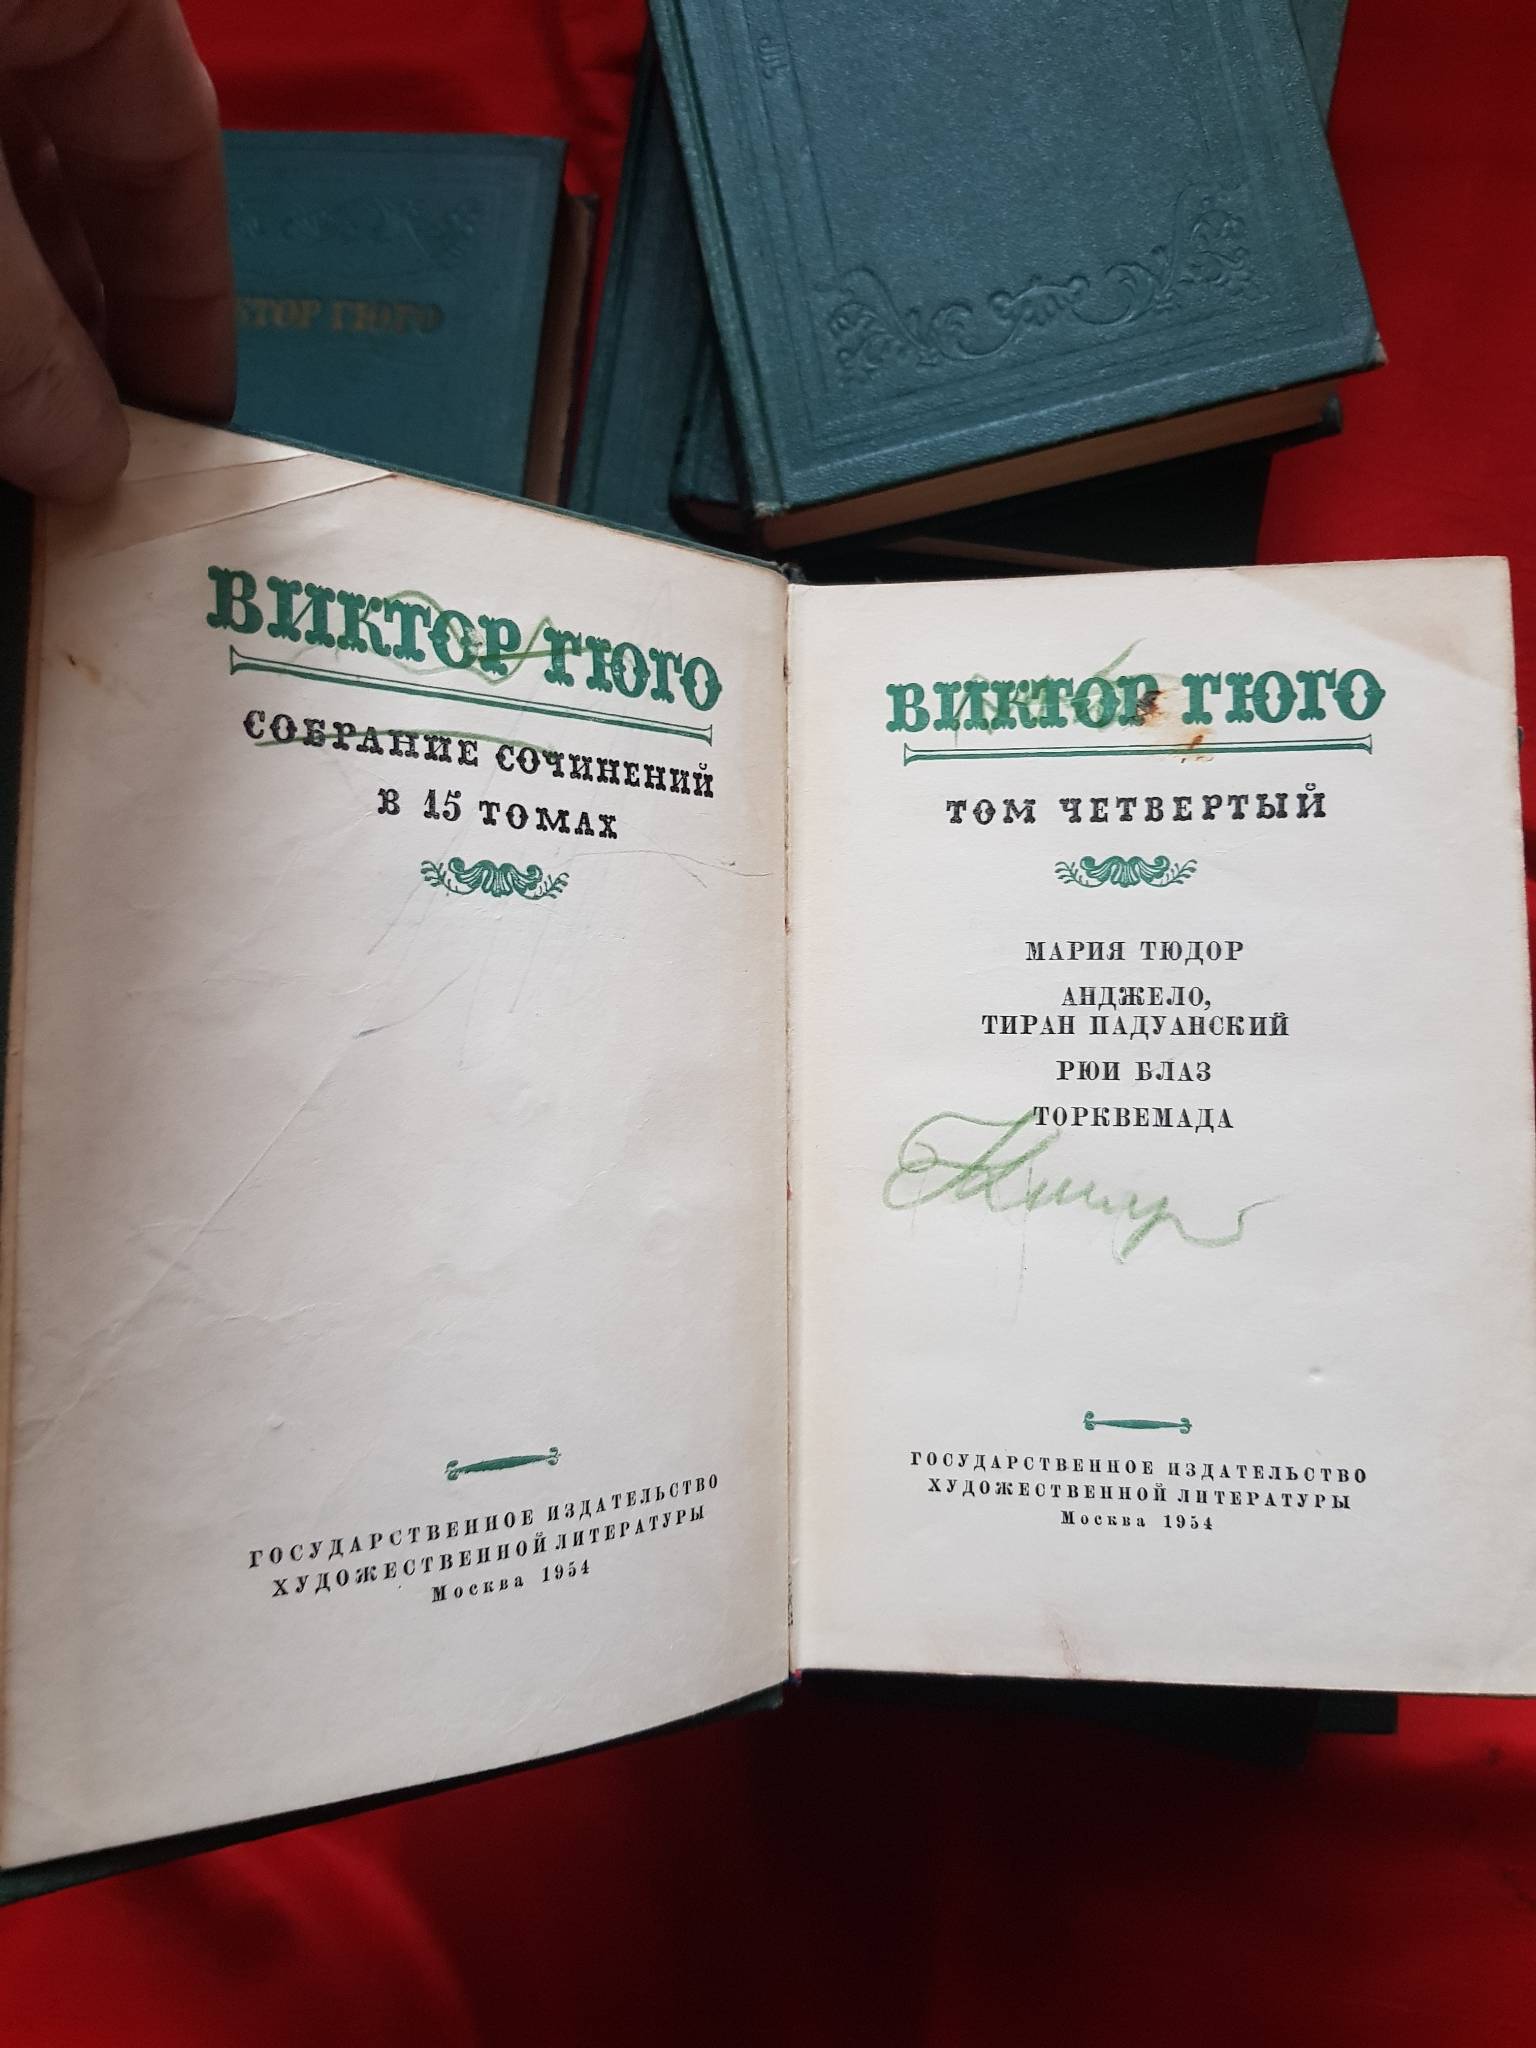 ТОР ГЮГО
ВИКТОР ГЮГО
СОБРАНИЕ СОЧИНЕНИЙ
В 15 ТОМАХ
ГОСУДАРСТВЕННОЕ ИЗДАТЕЛЬСТВО
ХУДОЖЕСТВЕННОЙ ЛИТЕРАТУРЫ
Москва 1954
ВИКТОР ГЮГО
ТОМ ЧЕТВЕРТЫЙ
МАРИЯ ТЮДОР
АНДЖЕЛО,
ТИРАН ПАДУАНСКИЙ
РЮИ БЛАЗ
ТОРКВЕМАДА
ГОСУДАРСТВЕННОЕ ИЗДАТЕЛЬСТВО
ХУДОЖЕСТВЕННОЙ ЛИТЕРАТУРЫ
Москва 1954